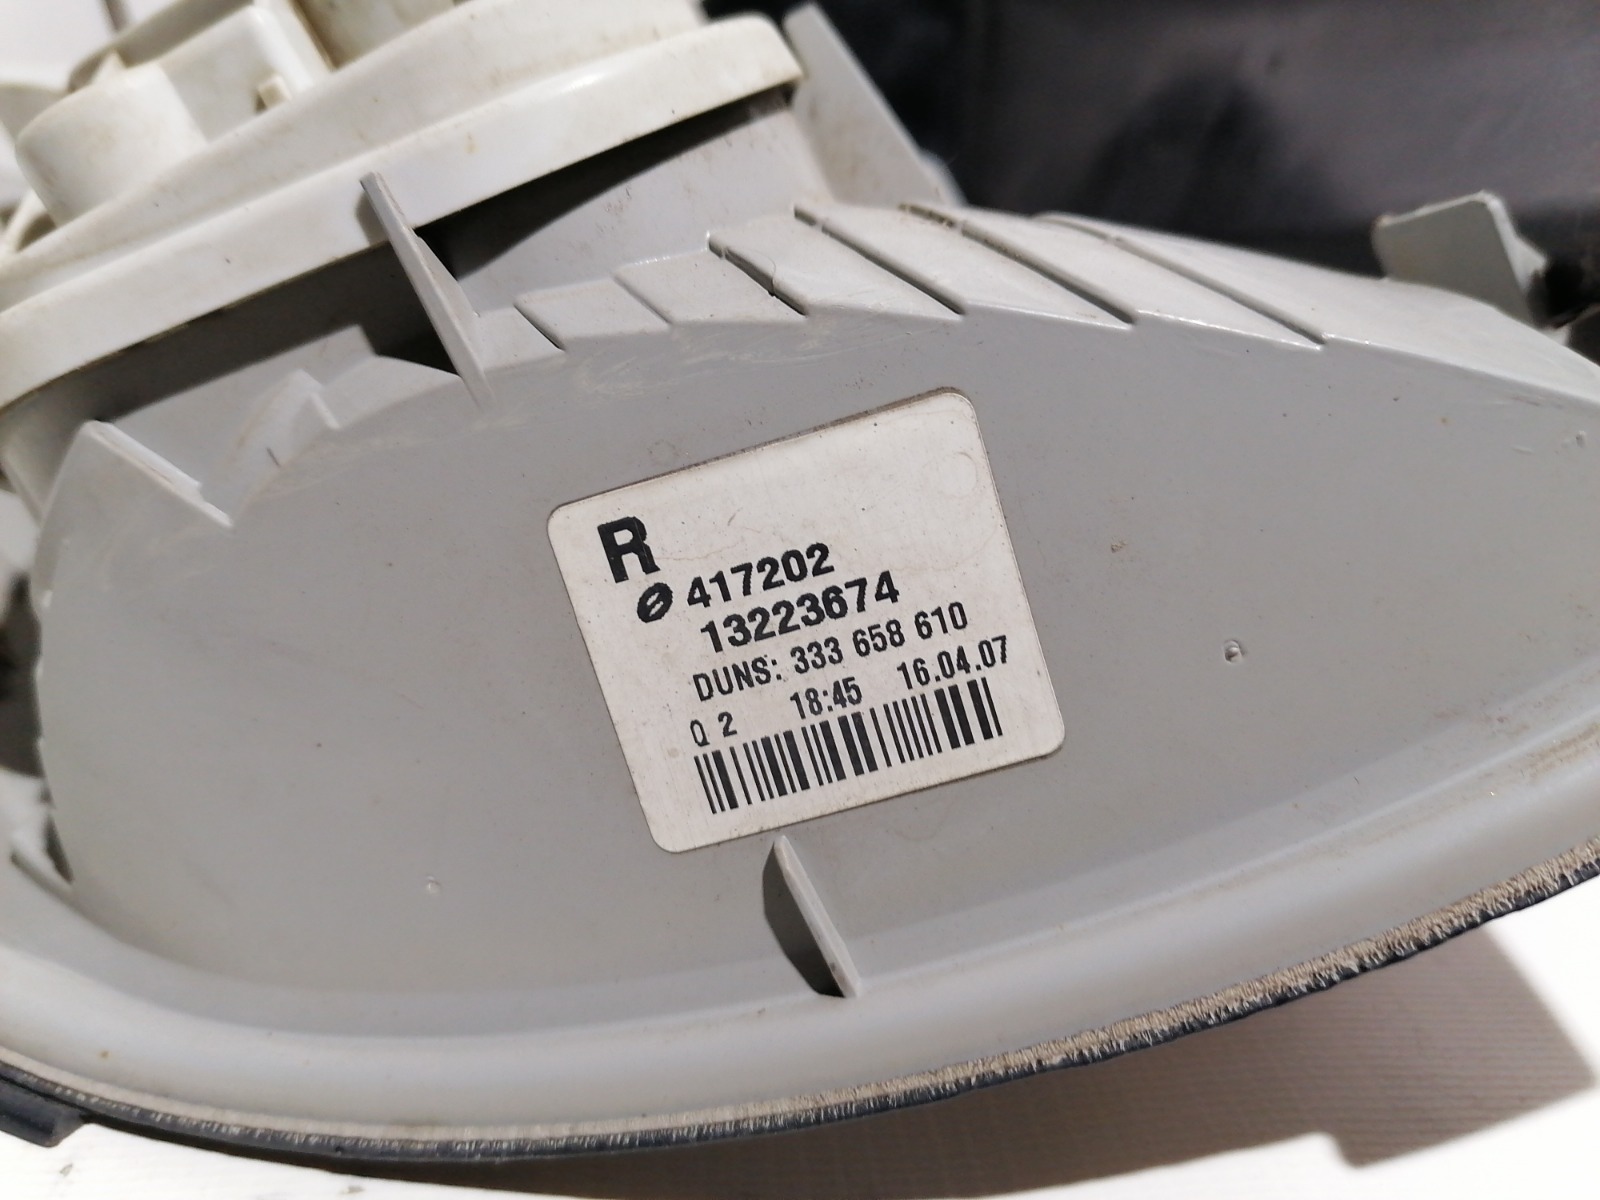 R
417202
13223674
DUNS: 333 658 610
Q 2 18:45 16.04.07